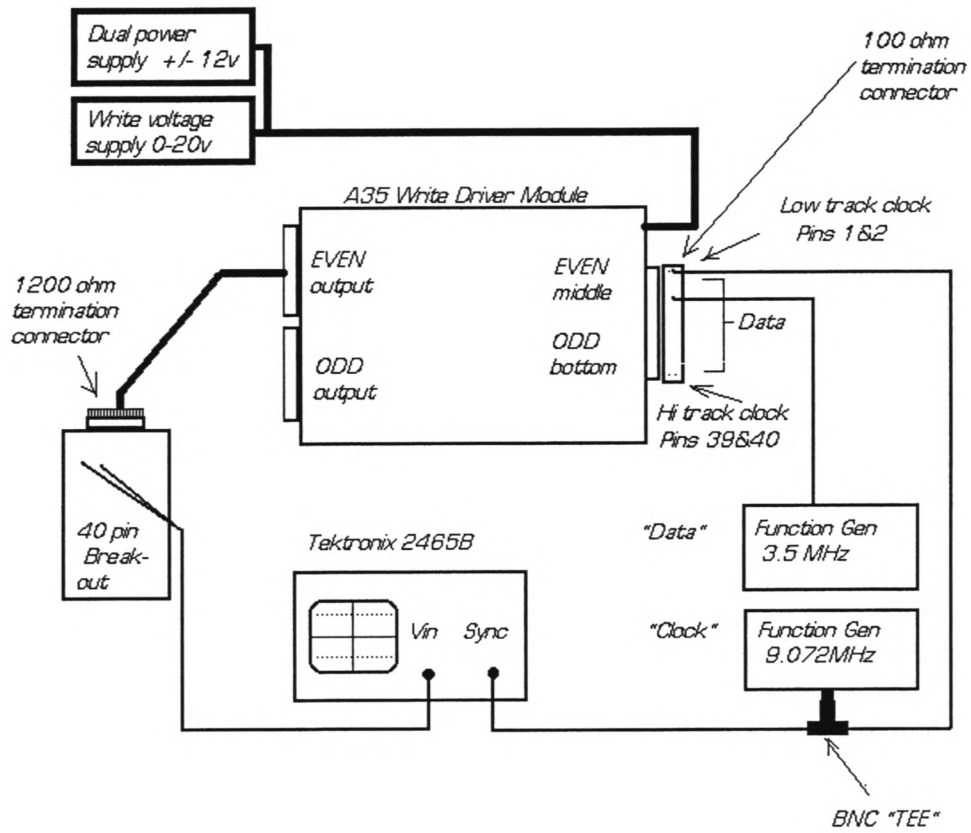 Dual power
supply +/- 12v
Write voltage
supply 0-20v
100 ohm
termination
connector
A35 Write Driver Module
Low track clock
Pins 1&2
EVEN
output
EVEN
middle
1200 ohm
termination
connector
Data
ODD
output
ODD
bottom
Hi track clock
Pins 39&40
40 pin
Break-
out
Tektronix 2465B
Vin Sync
"Data"
Function Gen
3.5 MHz
"Clock"
Function Gen
9.072MHz
BNC "TEE"